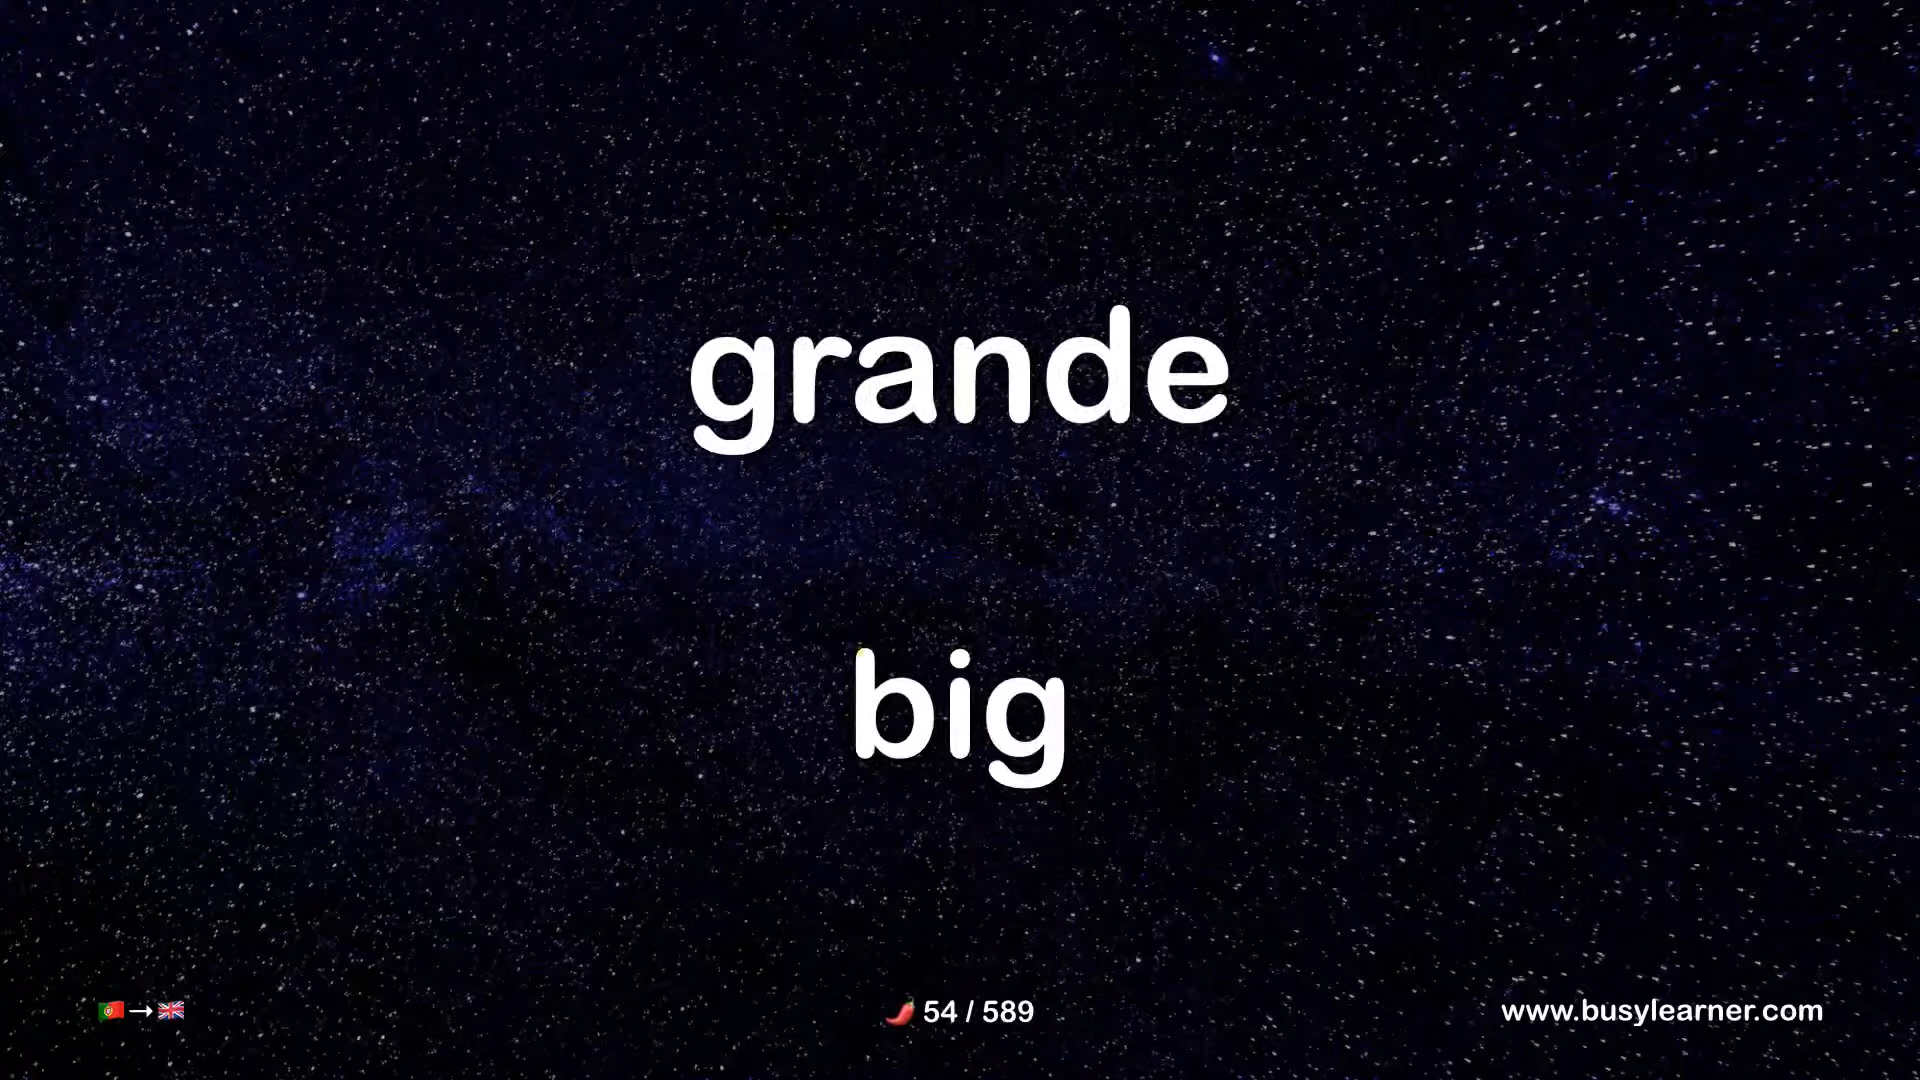 grande
big
🇵🇹→🇬🇧
🌶️ 54 / 589
www.busylearner.com